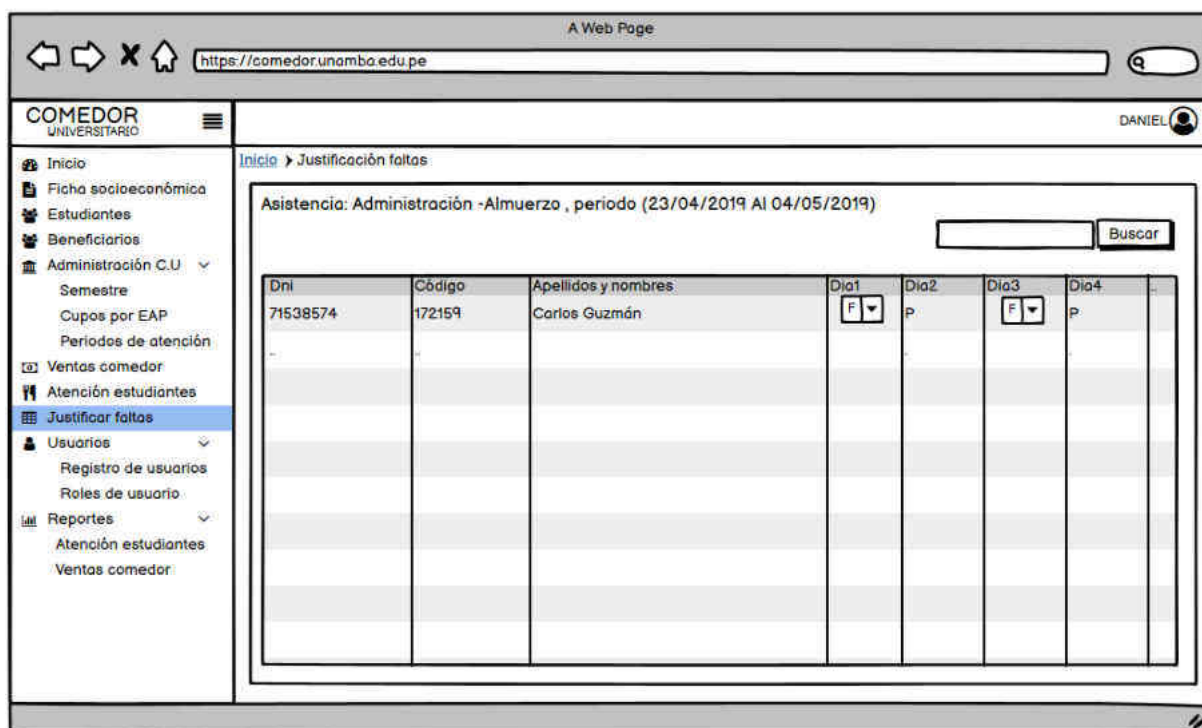 A Web Page
https://comedor.unamba.edu.pe
COMEDOR
UNIVERSITARIO
DANIEL
Inicio
Ficha socioeconómica
Estudiantes
Beneficiarios
Administración C.U
Semestre
Cupos por EAP
Periodos de atención
Ventas comedor
Atención estudiantes
Justificar faltas
Usuarios
Registro de usuarios
Roles de usuario
Reportes
Atención estudiantes
Ventas comedor
Inicio > Justificación faltas
Asistencia: Administración -Almuerzo , periodo (23/04/2019 Al 04/05/2019)
Buscar
Dni Código Apellidos y nombres Dia1 Dia2 Dia3 Dia4 ..
71538574 172159 Carlos Guzmán F P F P
.. .. . .